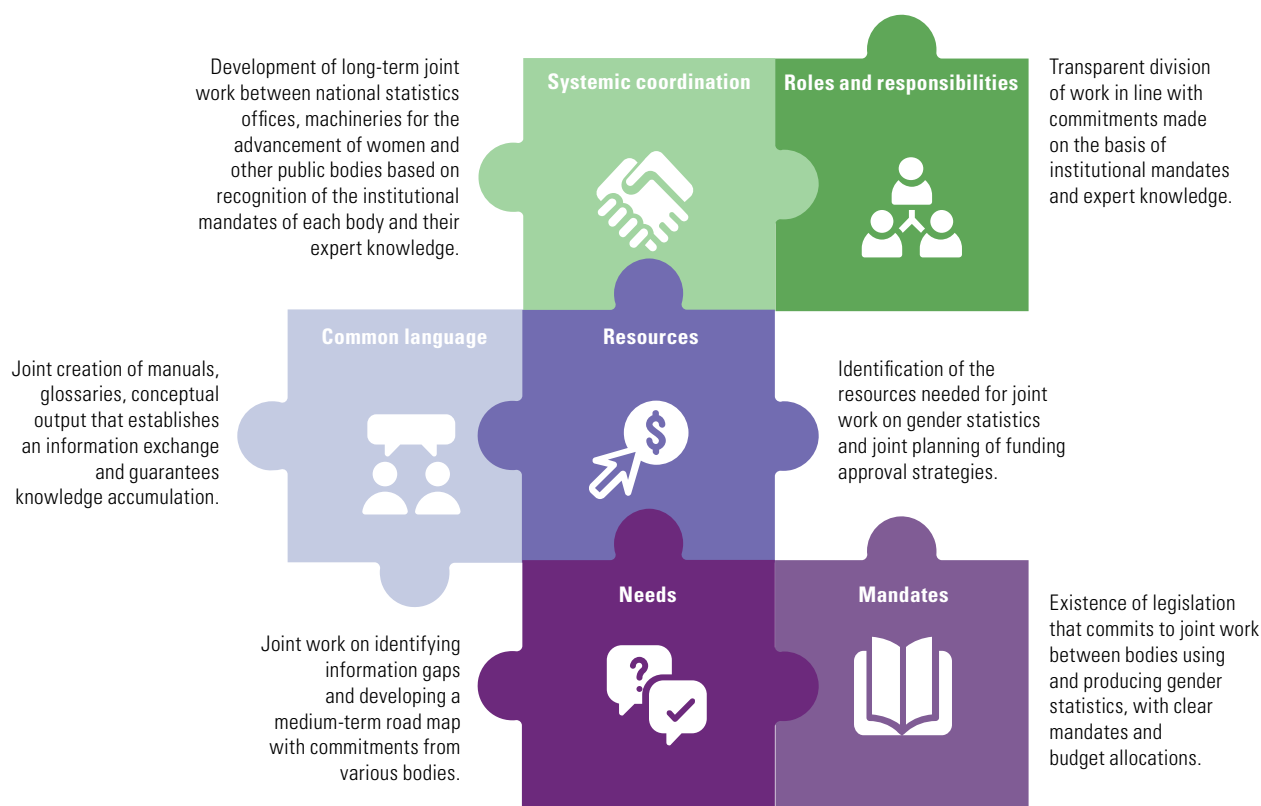 Development of long-term joint
work between national statistics
offices, machineries for the
advancement of women and
other public bodies based on
recognition of the institutional
mandates of each body and their
expert knowledge.
Systemic coordination
Roles and responsibilities
Transparent division
of work in line with
commitments made
on the basis of
institutional mandates
and expert knowledge.
Joint creation of manuals,
glossaries, conceptual
output that establishes
an information exchange
and guarantees
knowledge accumulation.
Common language
Resources
$
Identification of the
resources needed for joint
work on gender statistics
and joint planning of funding
approval strategies.
Joint work on identifying
information gaps
and developing a
medium-term road map
with commitments from
various bodies.
Needs
?
Mandates
Existence of legislation
that commits to joint work
between bodies using
and producing gender
statistics, with clear
mandates and
budget allocations.